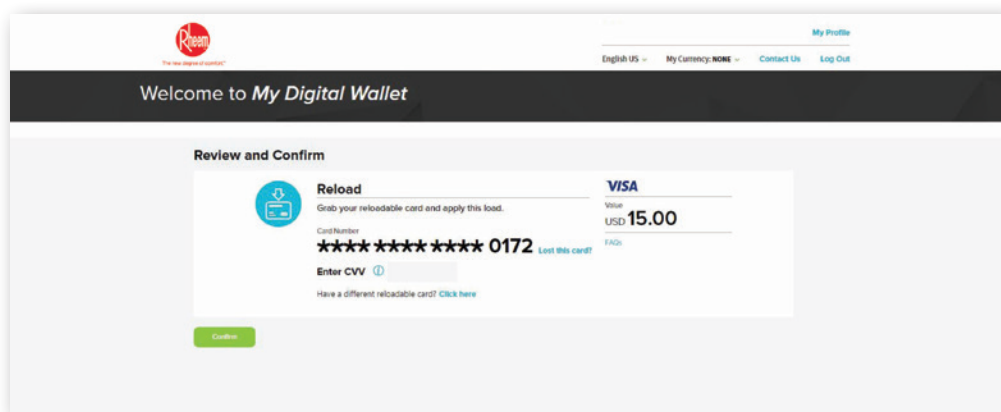 Rheem
The new degree of comfort.™
My Profile
English US My Currency: NONE Contact Us Log Out
Welcome to My Digital Wallet
Review and Confirm
Reload
Grab your reloadable card and apply this load.
Card Number
**** **** **** 0172 Lost this card?
Enter CVV i
Have a different reloadable card? Click here
VISA
Value
USD 15.00
FAQs
Confirm